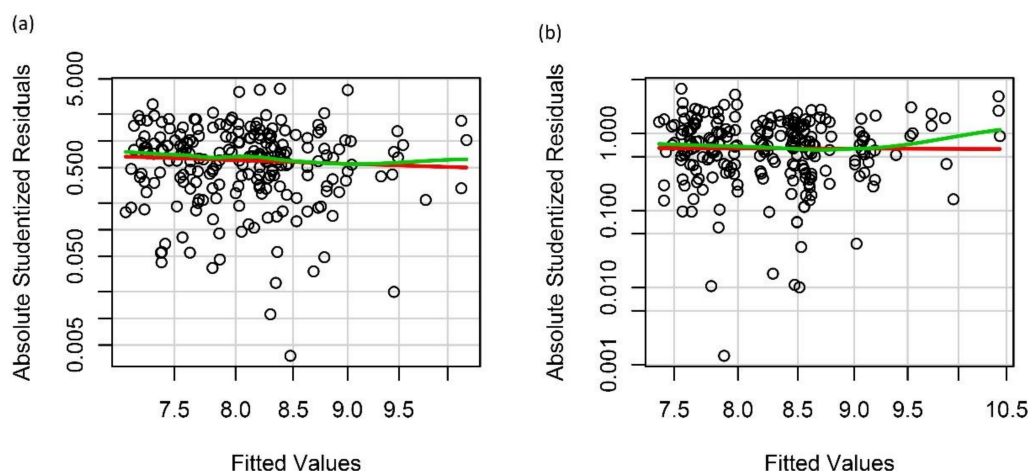 (a)
Absolute Studentized Residuals
5.000
0.500
0.050
0.005
7.5 8.0 8.5 9.0 9.5
Fitted Values
(b)
Absolute Studentized Residuals
1.000
0.100
0.010
0.001
7.5 8.0 8.5 9.0 9.5 10.5
Fitted Values